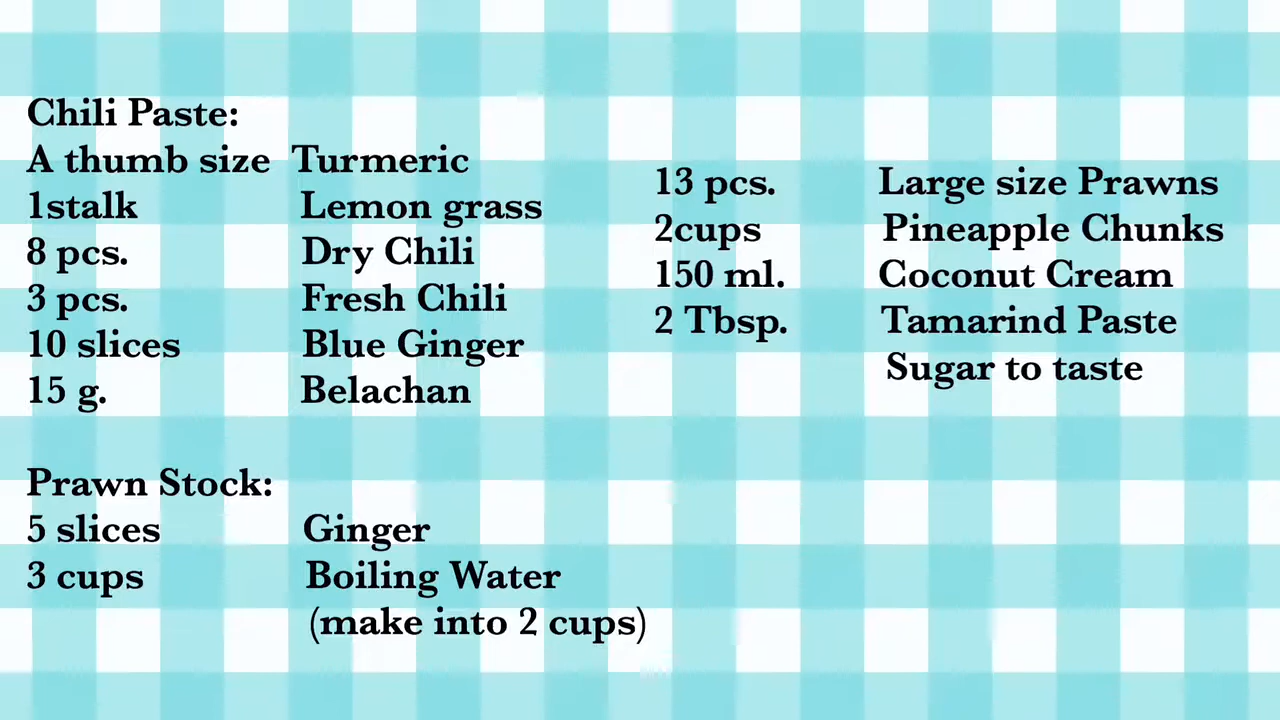 Chili Paste:
A thumb size Turmeric
1stalk Lemon grass
8 pcs. Dry Chili
3 pcs. Fresh Chili
10 slices Blue Ginger
15 g. Belachan
Prawn Stock:
5 slices Ginger
3 cups Boiling Water
(make into 2 cups)
13 pcs. Large size Prawns
2cups Pineapple Chunks
150 ml. Coconut Cream
2 Tbsp. Tamarind Paste
Sugar to taste